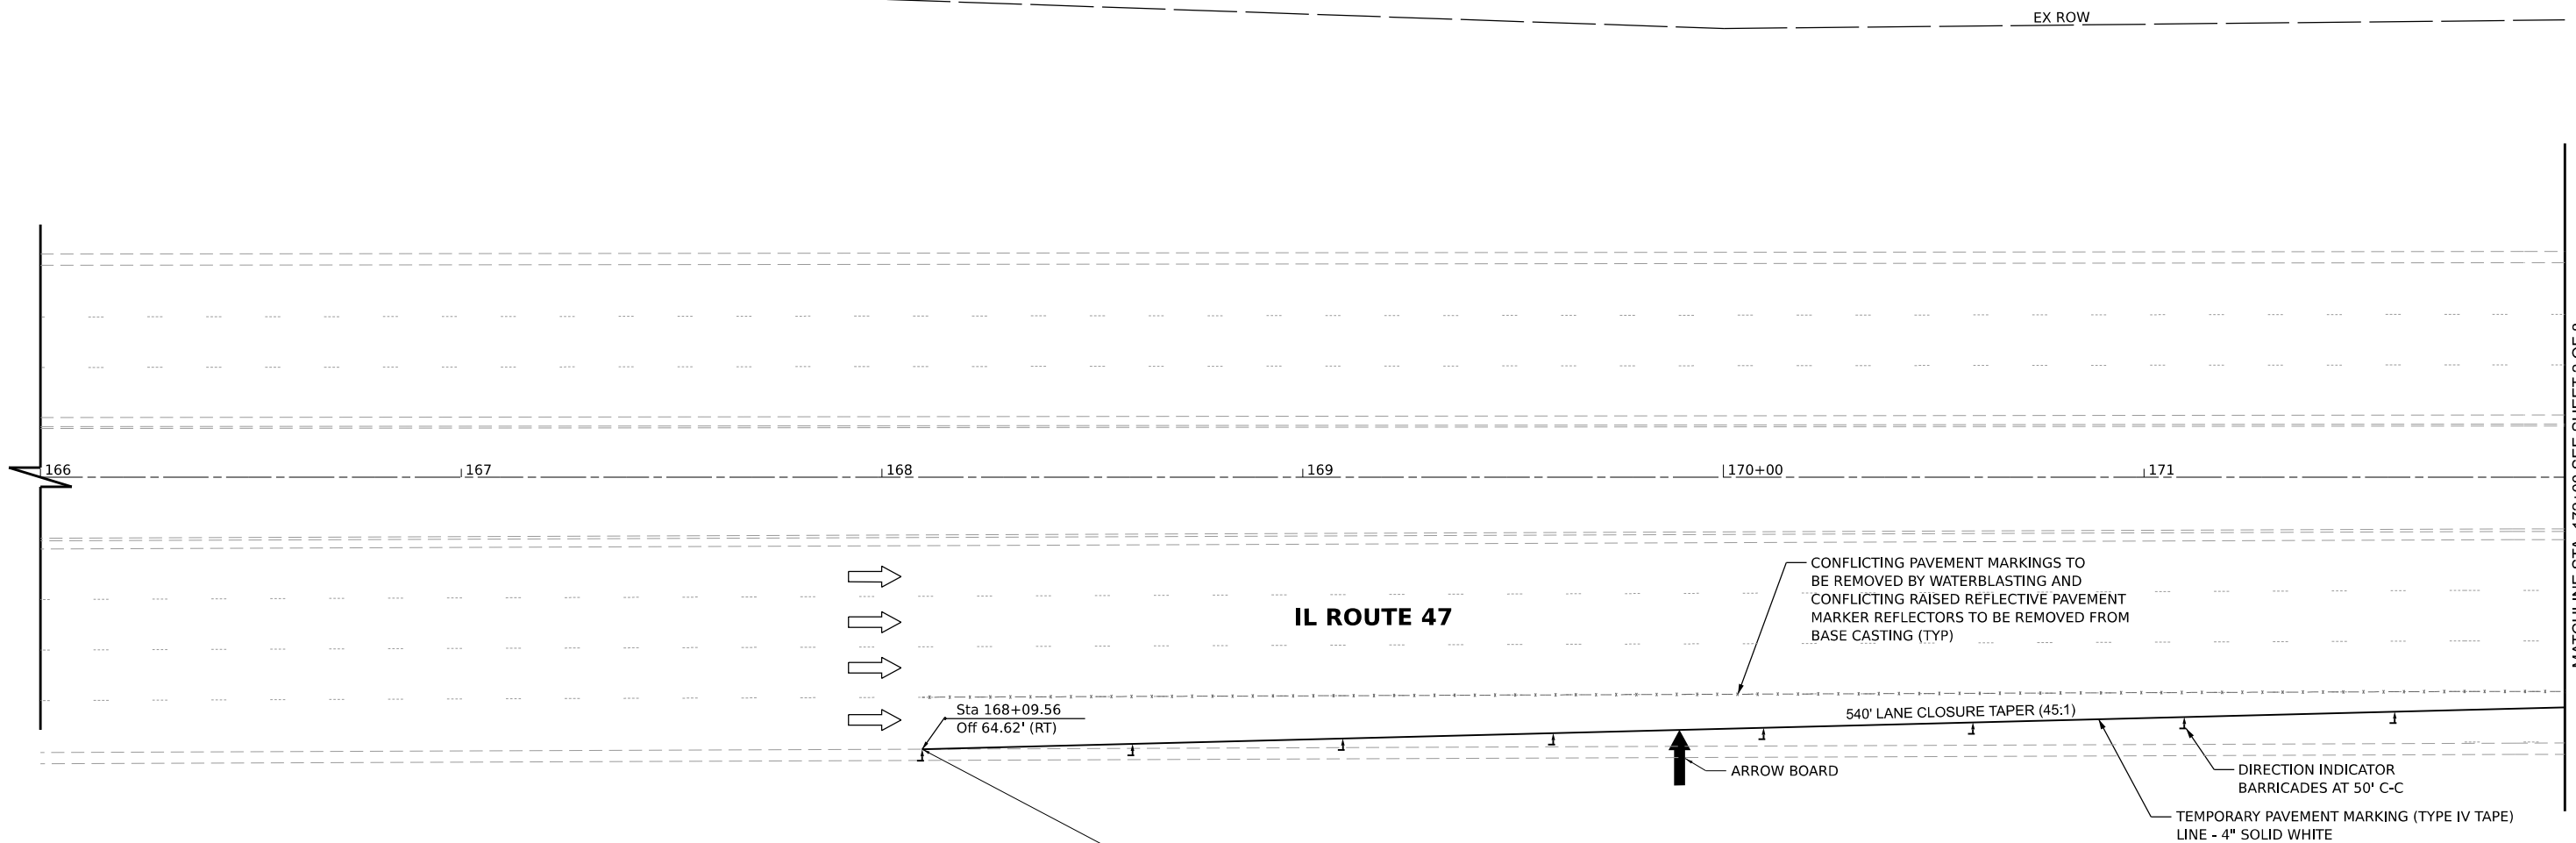 EX ROW
166
167
168
169
170+00
171
CONFLICTING PAVEMENT MARKINGS TO
BE REMOVED BY WATERBLASTING AND
CONFLICTING RAISED REFLECTIVE PAVEMENT
MARKER REFLECTORS TO BE REMOVED FROM
BASE CASTING (TYP)
IL ROUTE 47
Sta 168+09.56
Off 64.62' (RT)
540' LANE CLOSURE TAPER (45:1)
ARROW BOARD
DIRECTION INDICATOR
BARRICADES AT 50' C-C
TEMPORARY PAVEMENT MARKING (TYPE IV TAPE)
LINE - 4" SOLID WHITE